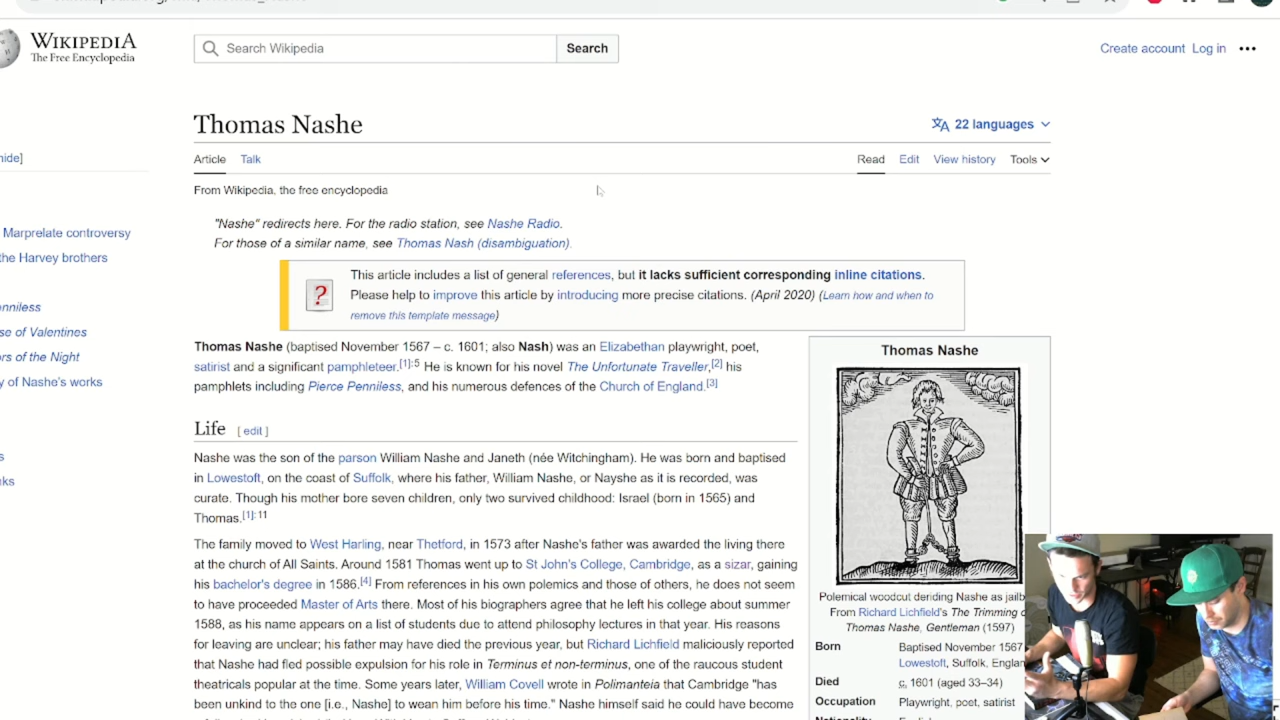 WIKIPEDIA
The Free Encyclopedia
Search Wikipedia
Search
Create account Log in
Thomas Nashe
22 languages
Article Talk
Read Edit View history Tools
From Wikipedia, the free encyclopedia
"Nashe" redirects here. For the radio station, see Nashe Radio.
For those of a similar name, see Thomas Nash (disambiguation).
?
This article includes a list of general references, but it lacks sufficient corresponding inline citations.
Please help to improve this article by introducing more precise citations. (April 2020) (Learn how and when to
remove this template message)
hide]
Marprelate controversy
the Harvey brothers
nniless
se of Valentines
rs of the Night
y of Nashe's works
s
ks
Thomas Nashe (baptised November 1567 – c. 1601; also Nash) was an Elizabethan playwright, poet,
satirist and a significant pamphleteer.[1]:5 He is known for his novel The Unfortunate Traveller,[2] his
pamphlets including Pierce Penniless, and his numerous defences of the Church of England.[3]
Life [ edit ]
Nashe was the son of the parson William Nashe and Janeth (née Witchingham). He was born and baptised
in Lowestoft, on the coast of Suffolk, where his father, William Nashe, or Nayshe as it is recorded, was
curate. Though his mother bore seven children, only two survived childhood: Israel (born in 1565) and
Thomas.[1]:11
The family moved to West Harling, near Thetford, in 1573 after Nashe's father was awarded the living there
at the church of All Saints. Around 1581 Thomas went up to St John's College, Cambridge, as a sizar, gaining
his bachelor's degree in 1586.[4] From references in his own polemics and those of others, he does not seem
to have proceeded Master of Arts there. Most of his biographers agree that he left his college about summer
1588, as his name appears on a list of students due to attend philosophy lectures in that year. His reasons
for leaving are unclear; his father may have died the previous year, but Richard Lichfield maliciously reported
that Nashe had fled possible expulsion for his role in Terminus et non-terminus, one of the raucous student
theatricals popular at the time. Some years later, William Covell wrote in Polimanteia that Cambridge "has
been unkind to the one [i.e., Nashe] to wean him before his time." Nashe himself said he could have become
Thomas Nashe
Polemical woodcut deriding Nashe as jailb
From Richard Lichfield's The Trimming o
Thomas Nashe, Gentleman (1597)
Born Baptised November 1567
Lowestoft, Suffolk, Englan
Died c. 1601 (aged 33–34)
Occupation Playwright, poet, satirist